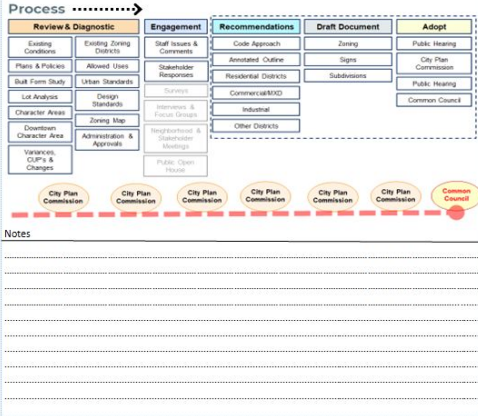 Process
Review & Diagnostic
Existing
Conditions
Plans & Policies
Built Form Study
Lot Analysis
Character Areas
Downtown
Character Area
Variances,
CUP's &
Changes
Existing Zoning
Districts
Allowed Uses
Urban Standards
Design
Standards
Zoning Map
Administration &
Approvals
Engagement
Staff Issues &
Comments
Stakeholder
Responses
Surveys
Interviews &
Focus Groups
Neighborhood &
Stakeholder
Meetings
Public Open
House
Recommendations
Code Approach
Annotated Outline
Residential Districts
Commercial/MXD
Industrial
Other Districts
Draft Document
Zoning
Signs
Subdivisions
Adopt
Public Hearing
City Plan
Commission
Public Hearing
Common Council
City Plan
Commission
City Plan
Commission
City Plan
Commission
City Plan
Commission
City Plan
Commission
City Plan
Commission
Common
Council
Notes